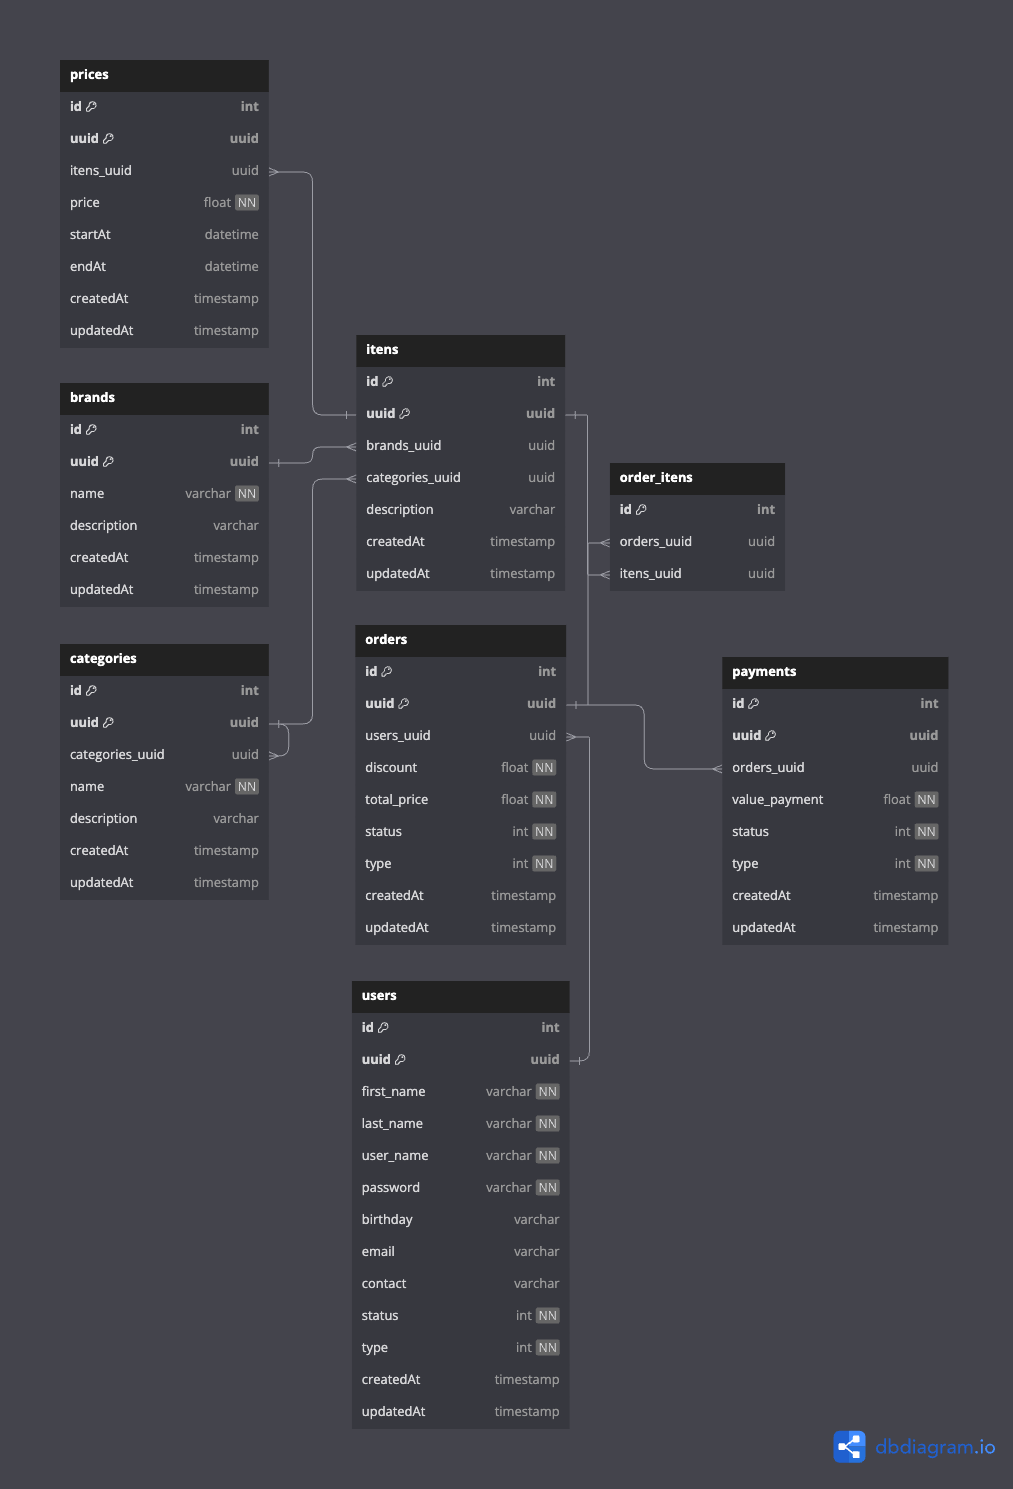 prices
id int
uuid uuid
itens_uuid uuid
price float NN
startAt datetime
endAt datetime
createdAt timestamp
updatedAt timestamp
brands
id int
uuid uuid
name varchar NN
description varchar
createdAt timestamp
updatedAt timestamp
categories
id int
uuid uuid
categories_uuid uuid
name varchar NN
description varchar
createdAt timestamp
updatedAt timestamp
itens
id int
uuid uuid
brands_uuid uuid
categories_uuid uuid
description varchar
createdAt timestamp
updatedAt timestamp
order_itens
id int
orders_uuid uuid
itens_uuid uuid
orders
id int
uuid uuid
users_uuid uuid
discount float NN
total_price float NN
status int NN
type int NN
createdAt timestamp
updatedAt timestamp
payments
id int
uuid uuid
orders_uuid uuid
value_payment float NN
status int NN
type int NN
createdAt timestamp
updatedAt timestamp
users
id int
uuid uuid
first_name varchar NN
last_name varchar NN
user_name varchar NN
password varchar NN
birthday varchar
email varchar
contact varchar
status int NN
type int NN
createdAt timestamp
updatedAt timestamp
dbdiagram.io